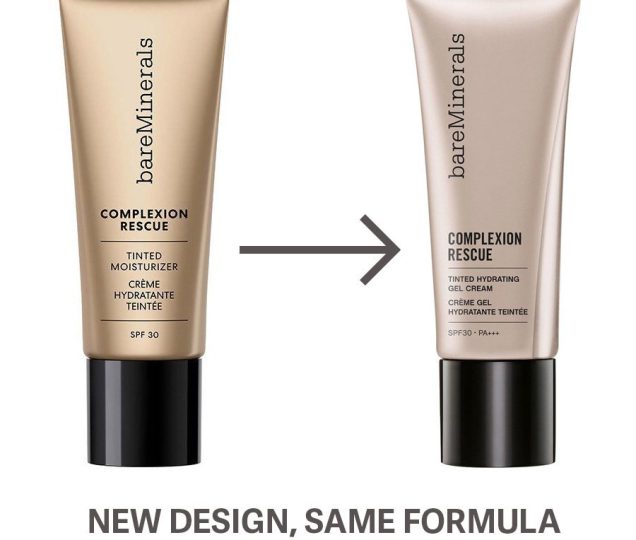 bareMinerals
COMPLEXION
RESCUE
TINTED
MOISTURIZER
CRÈME
HYDRATANTE
TEINTÉE
SPF 30
bareMinerals
COMPLEXION
RESCUE
TINTED HYDRATING
GEL CREAM
CRÈME GEL
HYDRATANTE TEINTÉE
SPF30 · PA+++
NEW DESIGN, SAME FORMULA